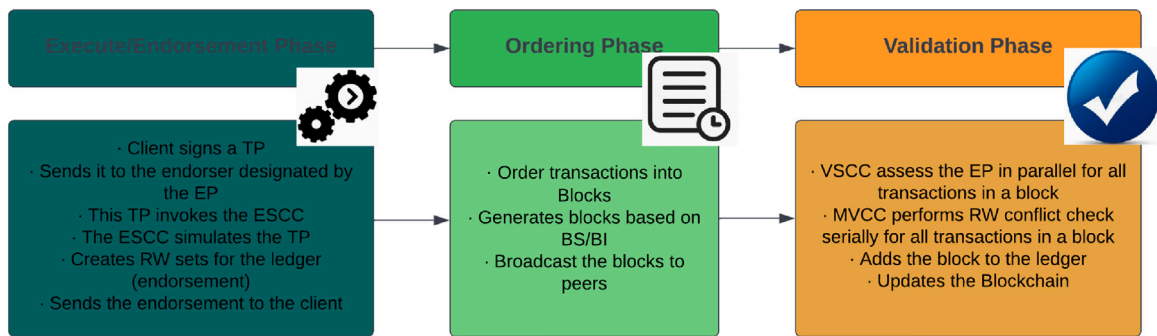 Execute/Endorsement Phase
Ordering Phase
Validation Phase
· Client signs a TP
· Sends it to the endorser designated by
the EP
· This TP invokes the ESCC
· The ESCC simulates the TP
· Creates RW sets for the ledger
(endorsement)
· Sends the endorsement to the client
· Order transactions into
Blocks
· Generates blocks based on
BS/BI
· Broadcast the blocks to
peers
· VSCC assess the EP in parallel for all
transactions in a block
· MVCC performs RW conflict check
serially for all transactions in a block
· Adds the block to the ledger
· Updates the Blockchain